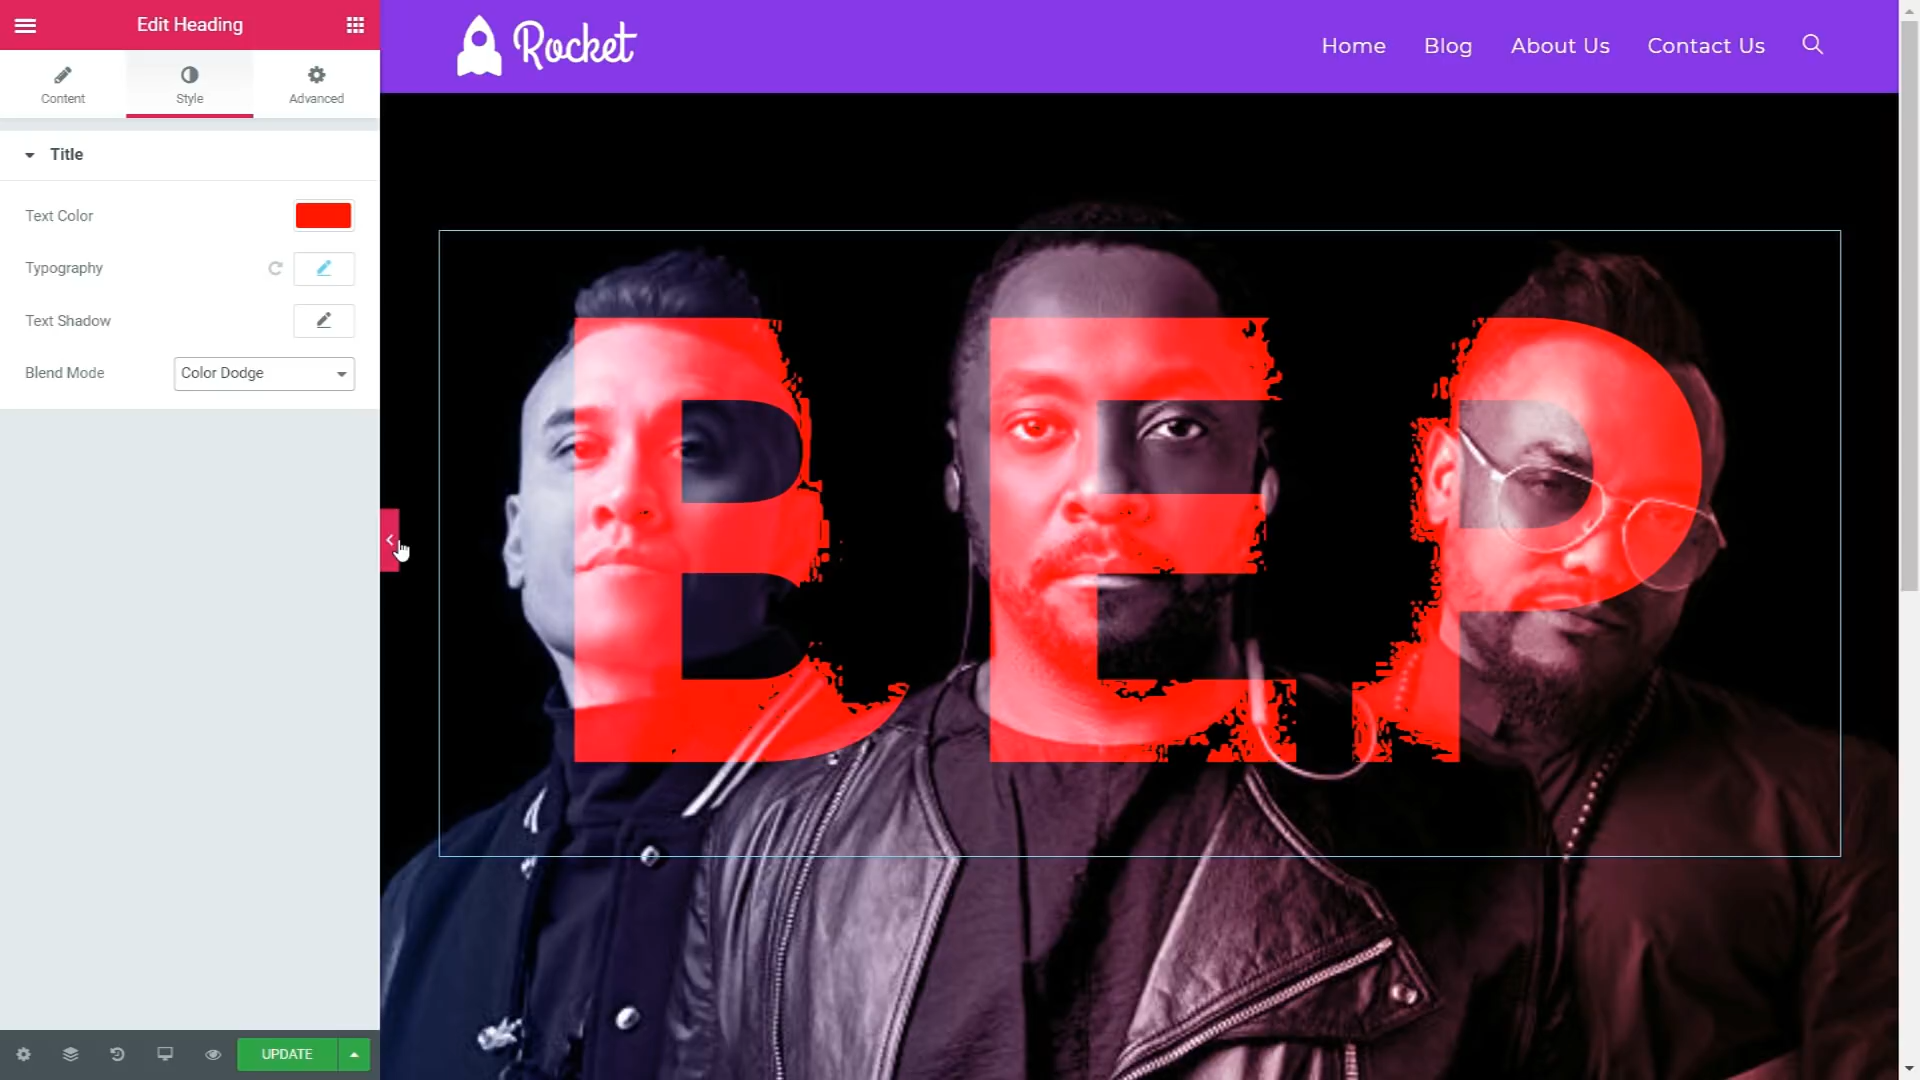 Edit Heading
Content
Style
Advanced
Title
Text Color
Typography
Text Shadow
Blend Mode
Color Dodge
UPDATE
Rocket
Home
Blog
About Us
Contact Us
BEP